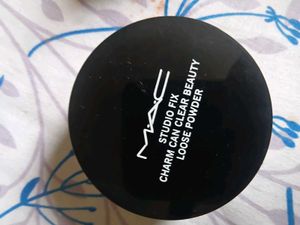 MAC
STUDIO FIX
CHARM CAN CLEAR BEAUTY
LOOSE POWDER